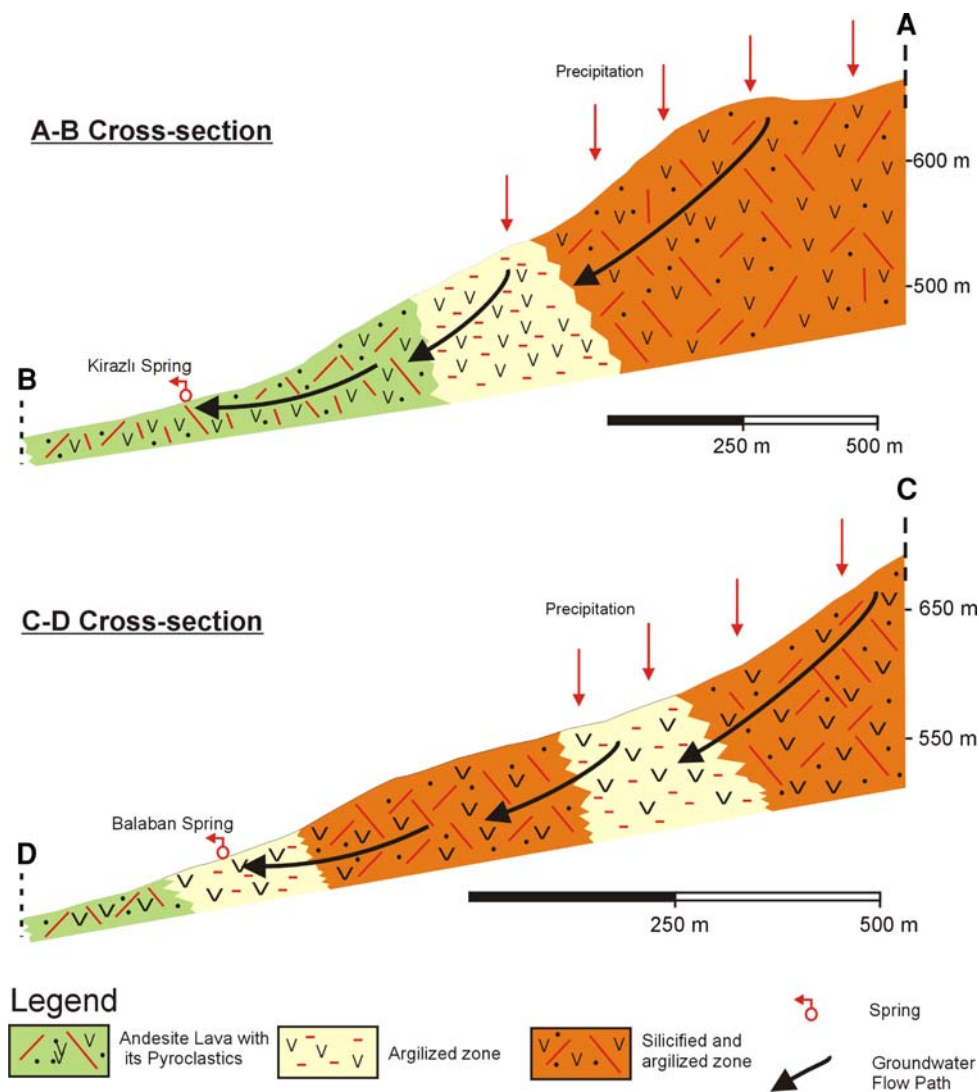 A
Precipitation
A-B Cross-section
600 m
500 m
Kirazlı Spring
B
250 m 500 m
C
Precipitation
C-D Cross-section
650 m
550 m
Balaban Spring
D
250 m 500 m
Legend
Andesite Lava with
its Pyroclastics
Argilized zone
Silicified and
argilized zone
Spring
Groundwater
Flow Path